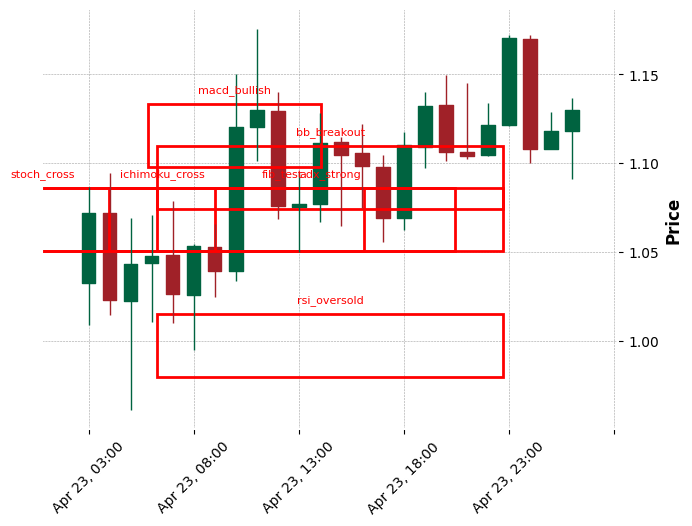 macd_bullish
bb_breakout
stoch_cross
ichimoku_cross
rsi_oversold
1.15
1.10
1.05
1.00
Price
Apr 23, 03:00
Apr 23, 08:00
Apr 23, 13:00
Apr 23, 18:00
Apr 23, 23:00